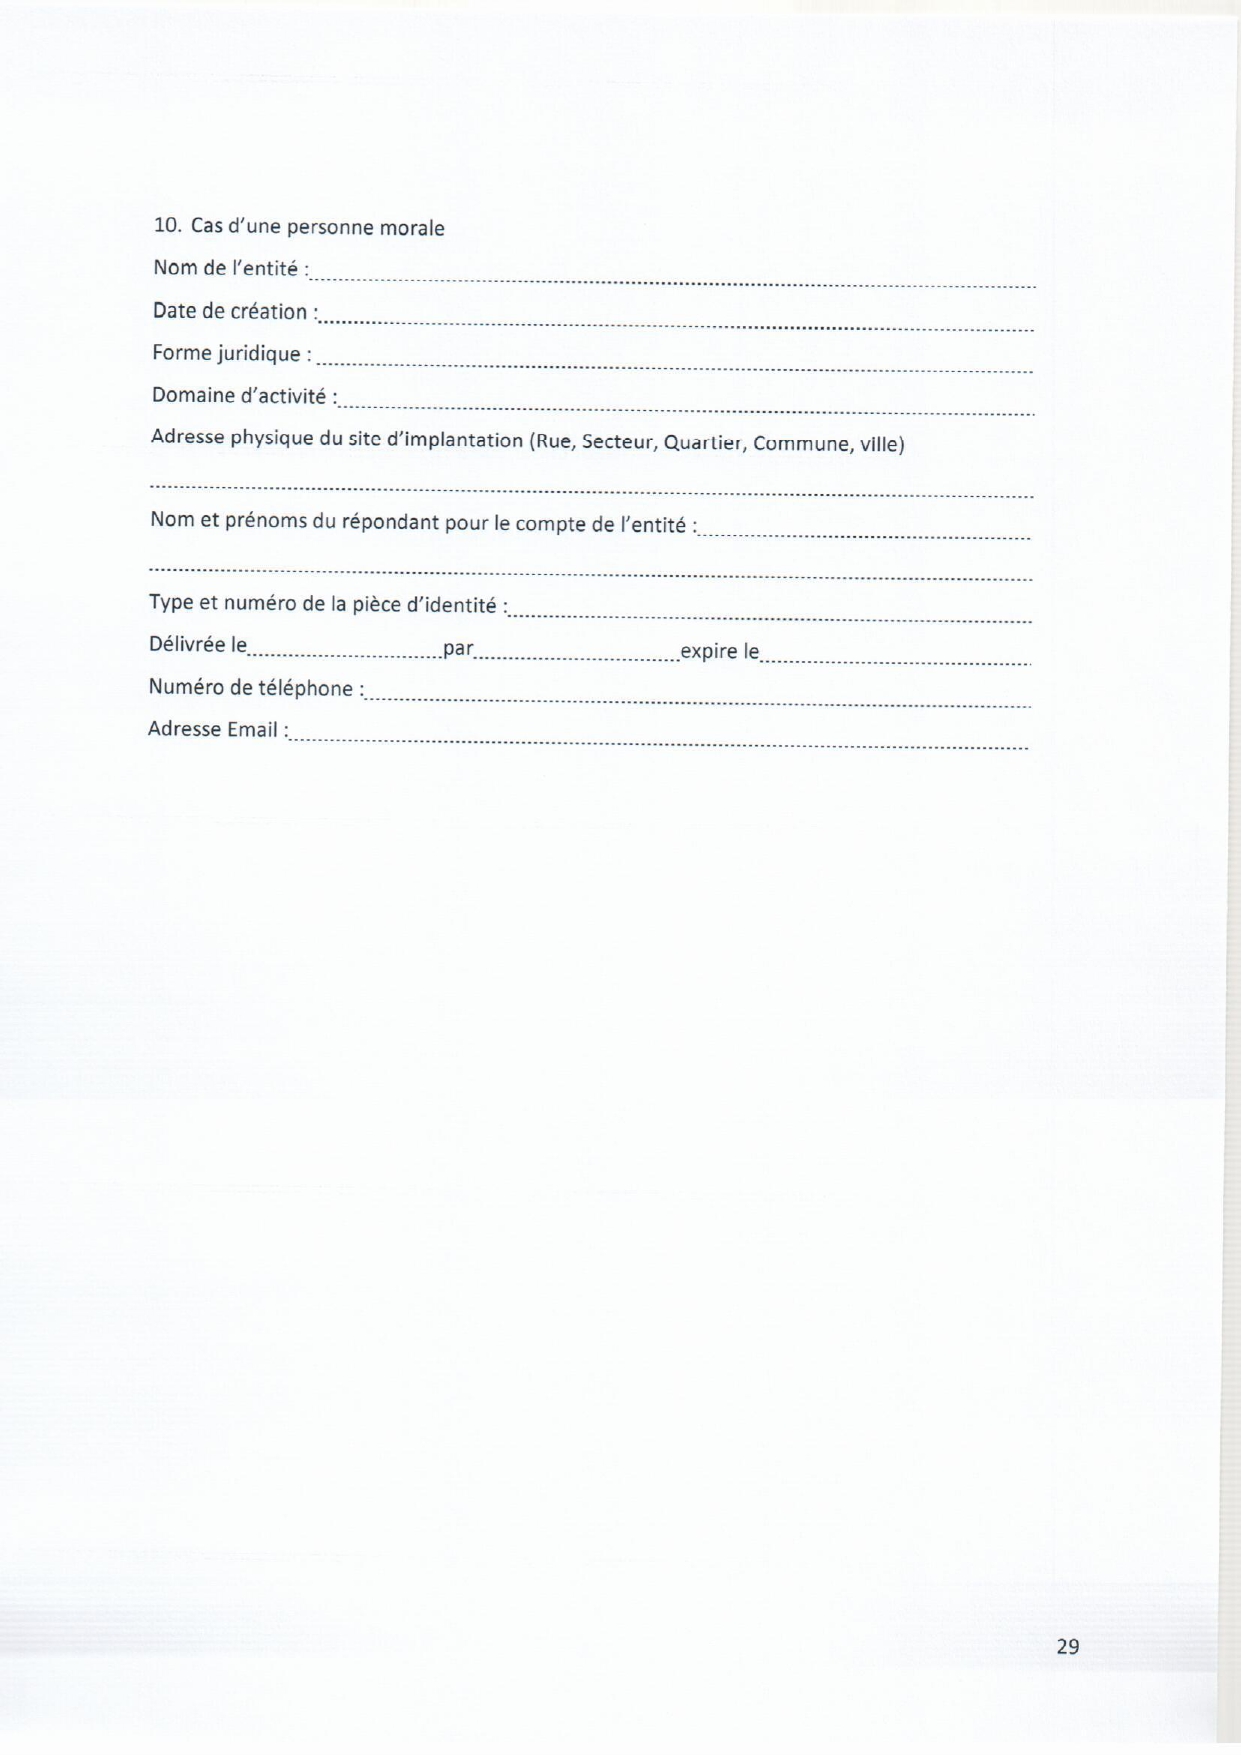 10. Cas d'une personne morale
Nom de l'entité :
Date de création :
Forme juridique :
Domaine d'activité :
Adresse physique du site d'implantation (Rue, Secteur, Quartier, Commune, ville)
Nom et prénoms du répondant pour le compte de l'entité :
Type et numéro de la pièce d'identité :
Délivrée le par expire le
Numéro de téléphone :
Adresse Email :
29